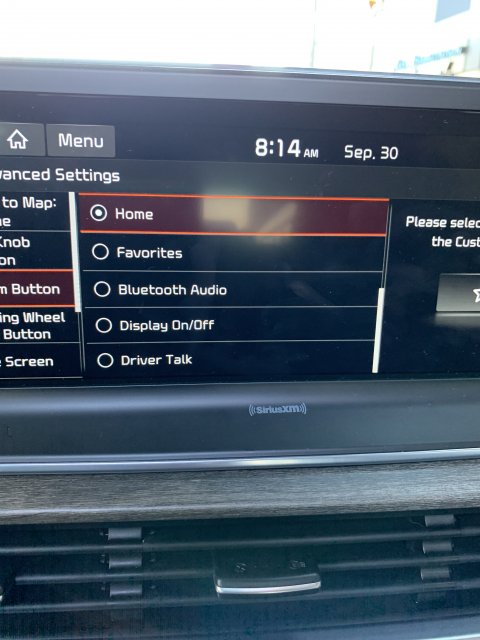 Menu
8:14 AM
Sep. 30
vanced Settings
to Map:
ne
Knob
on
m Button
ing Wheel
Button
e Screen
Home
Favorites
Bluetooth Audio
Display On/Off
Driver Talk
Please selec
the Cust
((SiriusXM))